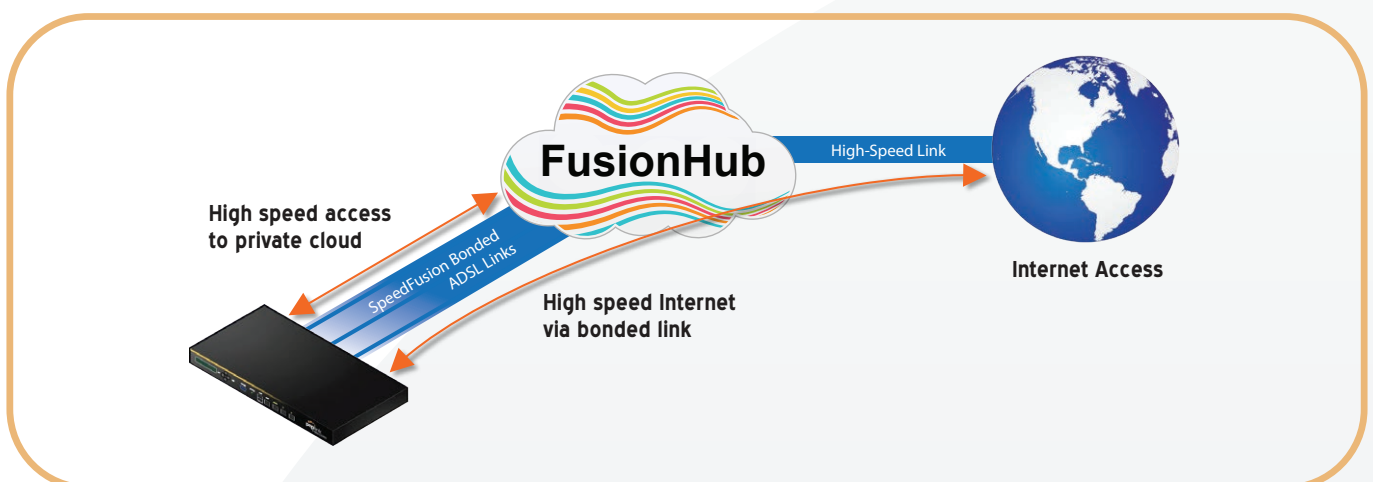 FusionHub
High-Speed Link
High speed access
to private cloud
SpeedFusion Bonded
ADSL Links
Internet Access
High speed Internet
via bonded link